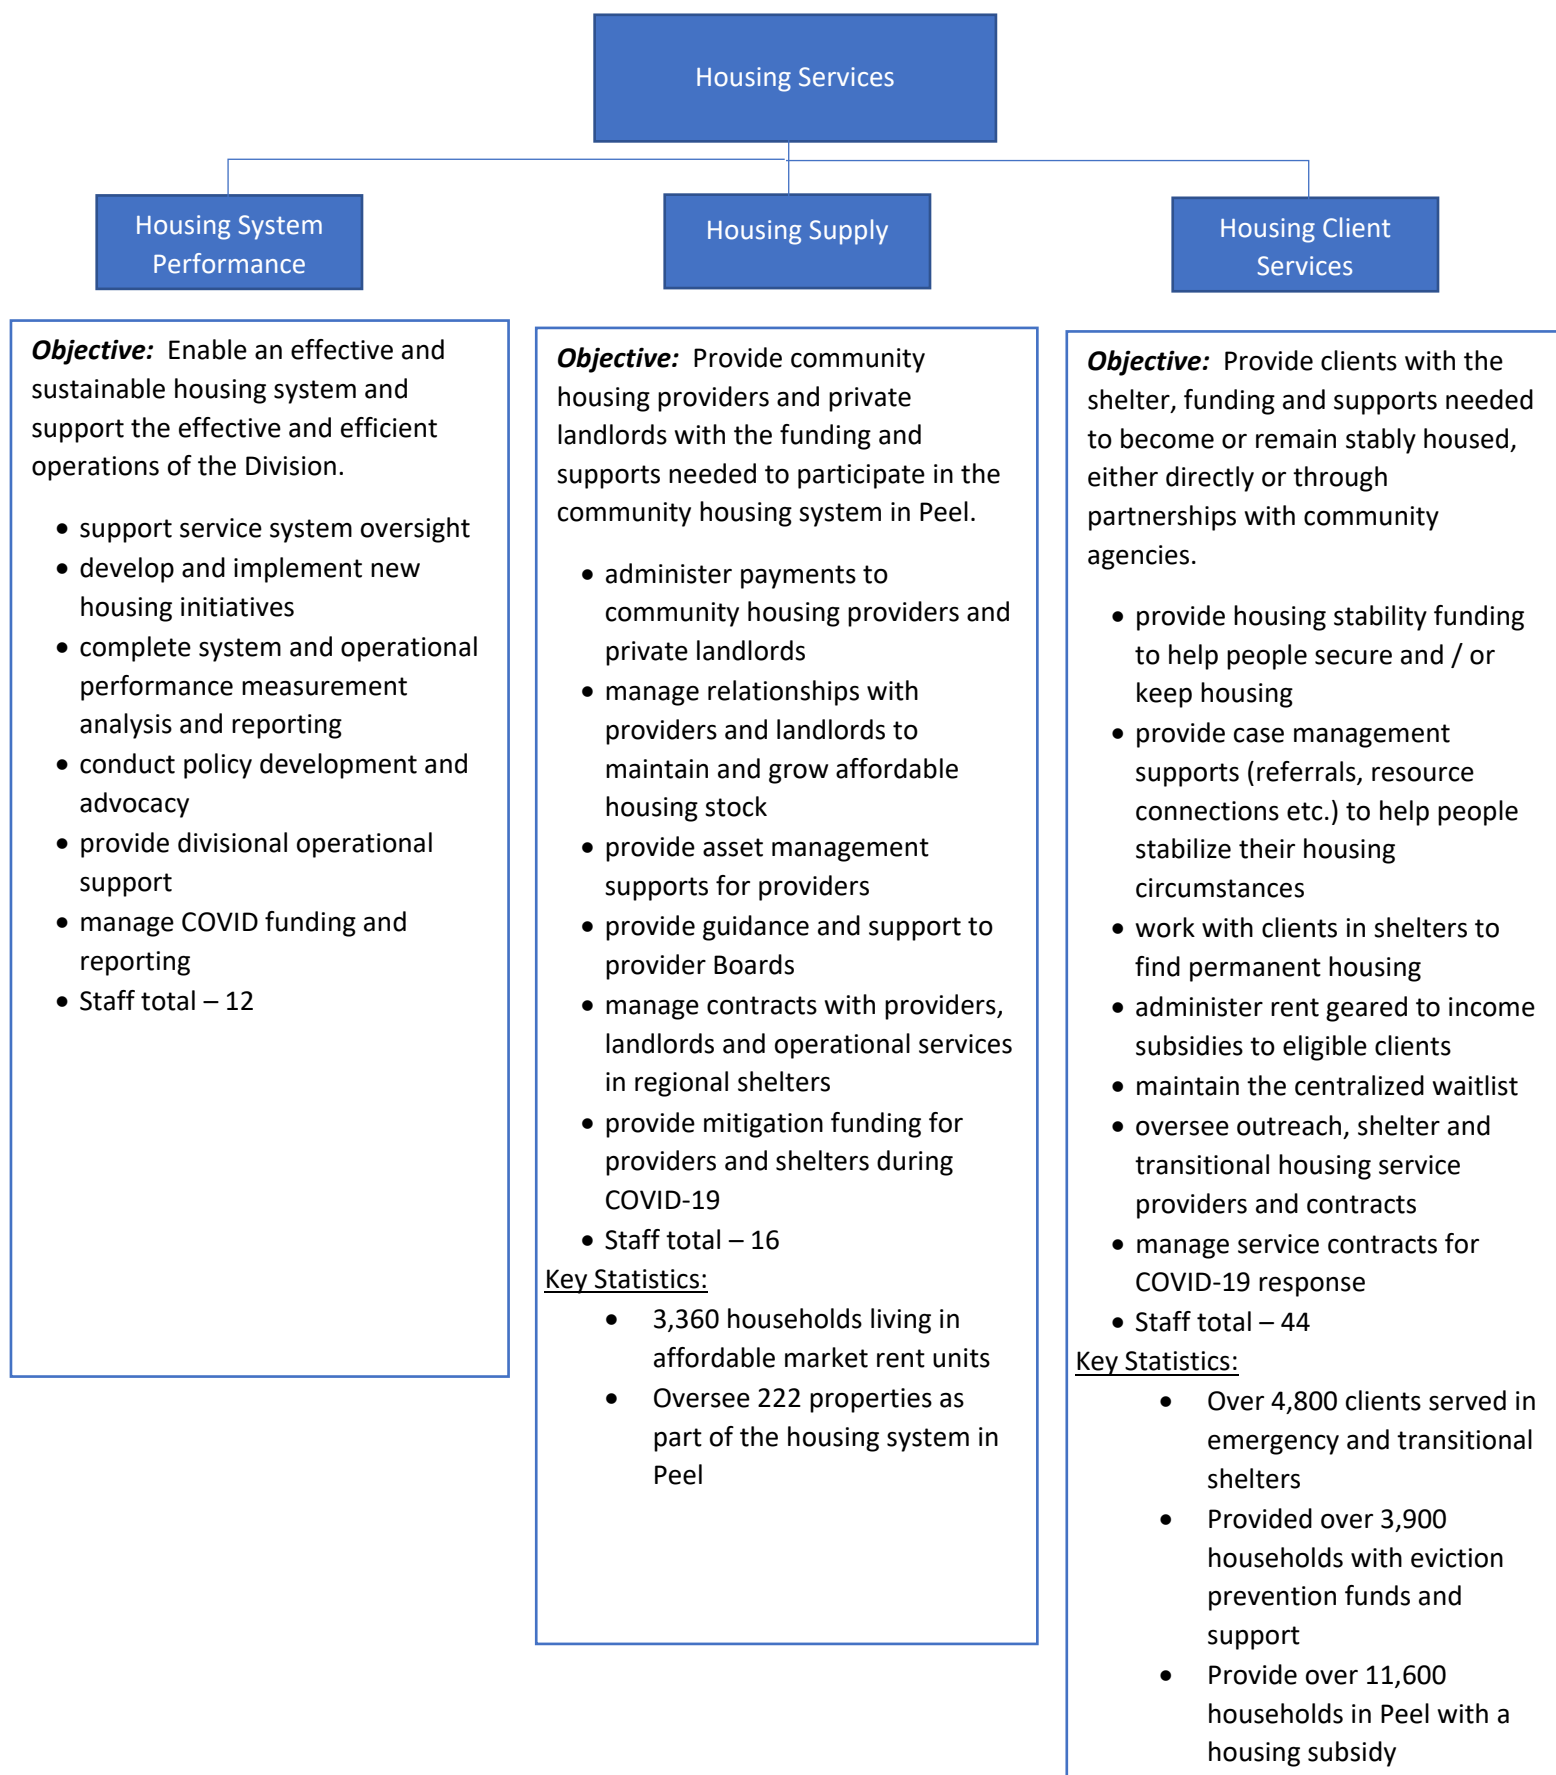 Housing Services
Housing System
Performance
Housing Supply
Housing Client
Services
Objective:  Enable an effective and
sustainable housing system and
support the effective and efficient
operations of the Division.
• support service system oversight
• develop and implement new
housing initiatives
• complete system and operational
performance measurement
analysis and reporting
• conduct policy development and
advocacy
• provide divisional operational
support
• manage COVID funding and
reporting
• Staff total – 12
Objective:  Provide community
housing providers and private
landlords with the funding and
supports needed to participate in the
community housing system in Peel.
• administer payments to
community housing providers and
private landlords
• manage relationships with
providers and landlords to
maintain and grow affordable
housing stock
• provide asset management
supports for providers
• provide guidance and support to
provider Boards
• manage contracts with providers,
landlords and operational services
in regional shelters
• provide mitigation funding for
providers and shelters during
COVID-19
• Staff total – 16
Key Statistics:
• 3,360 households living in
affordable market rent units
• Oversee 222 properties as
part of the housing system in
Peel
Objective:  Provide clients with the
shelter, funding and supports needed
to become or remain stably housed,
either directly or through
partnerships with community
agencies.
• provide housing stability funding
to help people secure and / or
keep housing
• provide case management
supports (referrals, resource
connections etc.) to help people
stabilize their housing
circumstances
• work with clients in shelters to
find permanent housing
• administer rent geared to income
subsidies to eligible clients
• maintain the centralized waitlist
• oversee outreach, shelter and
transitional housing service
providers and contracts
• manage service contracts for
COVID-19 response
• Staff total – 44
Key Statistics:
• Over 4,800 clients served in
emergency and transitional
shelters
• Provided over 3,900
households with eviction
prevention funds and
support
• Provide over 11,600
households in Peel with a
housing subsidy